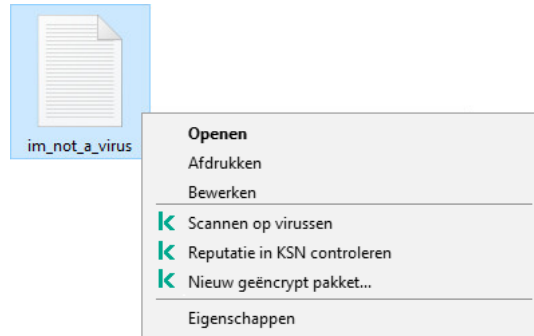 im_not_a_virus
Openen
Afdrukken
Bewerken
Scannen op virussen
Reputatie in KSN controleren
Nieuw geëncrypt pakket...
Eigenschappen